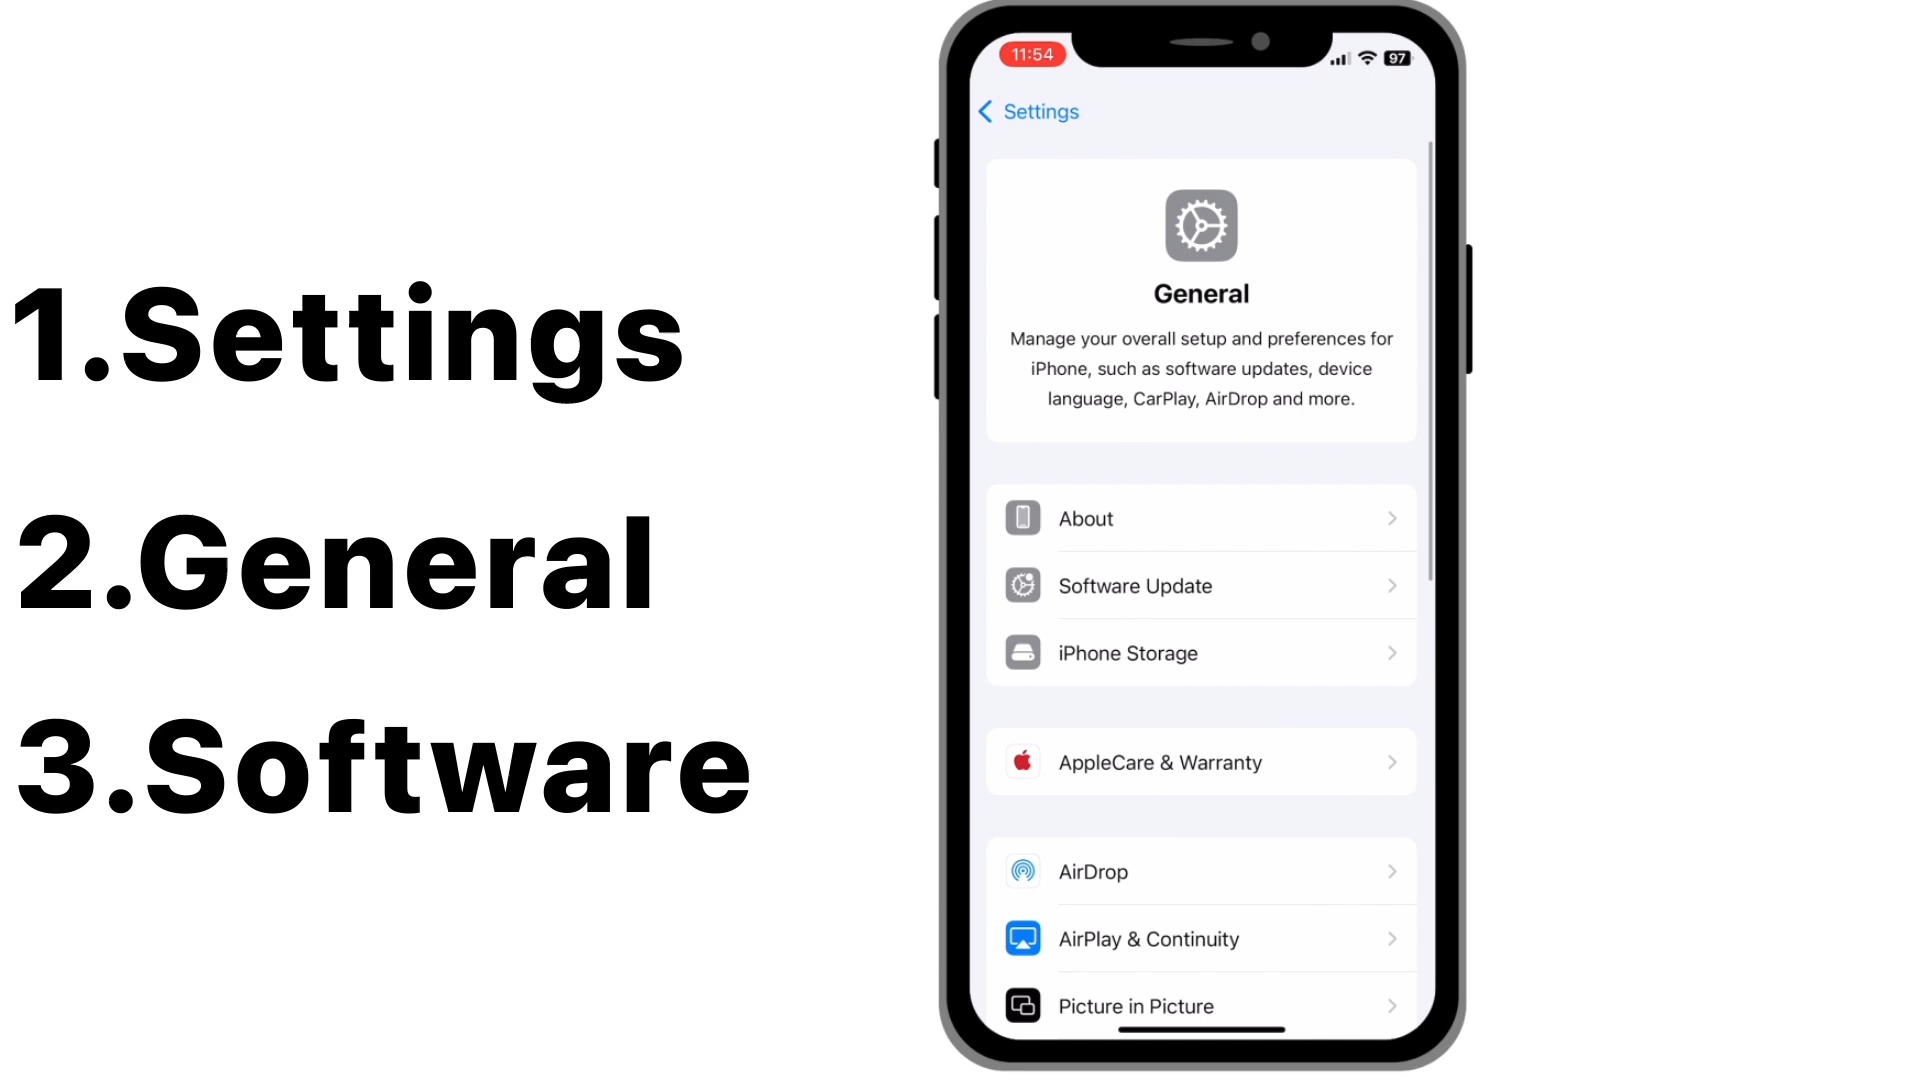 1.Settings
2.General
3.Software
11:54
97
Settings
General
Manage your overall setup and preferences for
iPhone, such as software updates, device
language, CarPlay, AirDrop and more.
About
Software Update
iPhone Storage
AppleCare & Warranty
AirDrop
AirPlay & Continuity
Picture in Picture